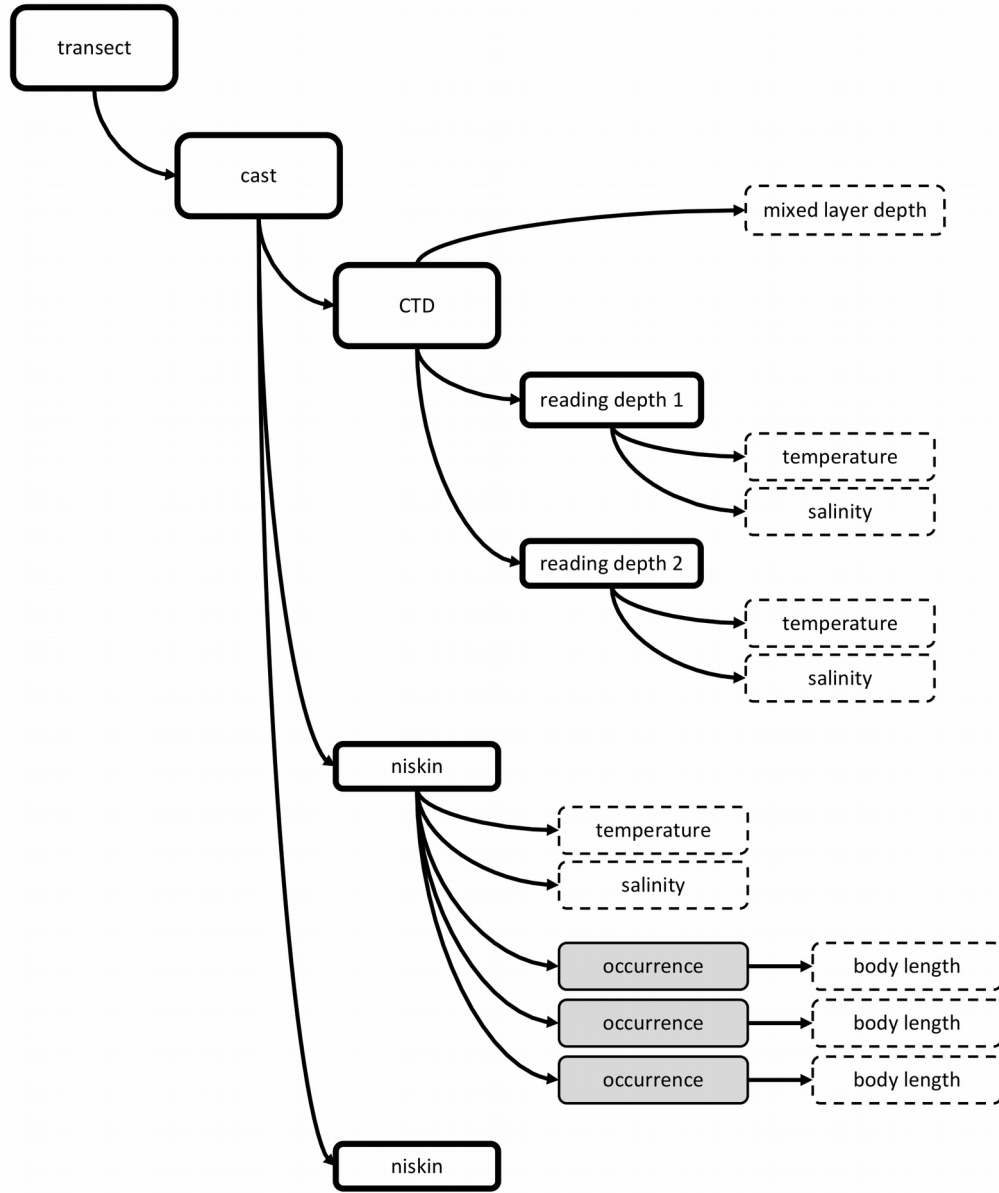 transect
cast
mixed layer depth
CTD
reading depth 1
temperature
salinity
reading depth 2
temperature
salinity
niskin
temperature
salinity
occurrence
body length
occurrence
body length
occurrence
body length
niskin